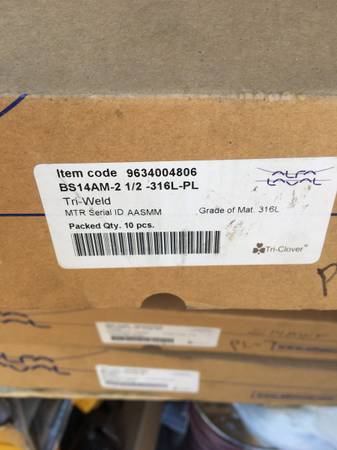 Item code 9634004806
BS14AM-2 1/2 -316L-PL
Tri-Weld
MTR Serial ID AASMM
Grade of Mat. 316L
Packed Qty. 10 pcs.
ALFA
LAVAL
Tri-Clover